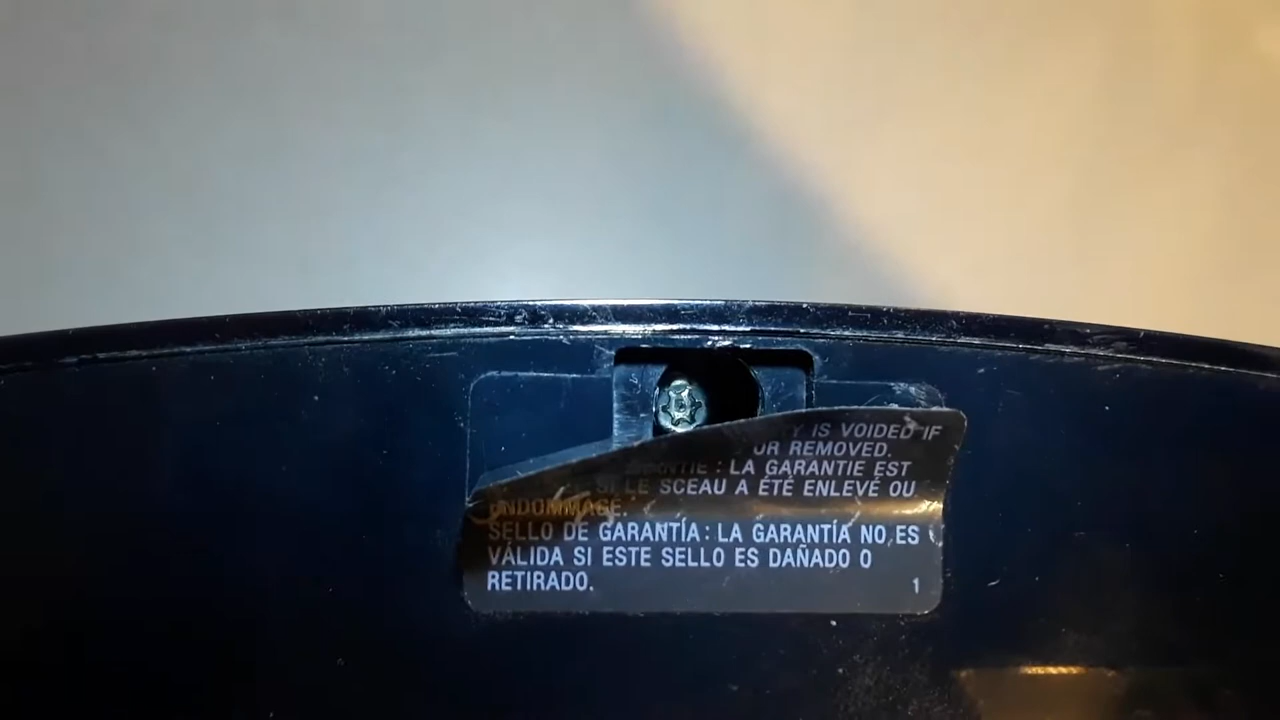 IS VOIDED IF
OR REMOVED.
: LA GARANTIE EST
LE SCEAU A ÉTÉ ENLEVÉ OU
ENDOMMAGÉ.
SELLO DE GARANTÍA: LA GARANTÍA NO ES
VÁLIDA SI ESTE SELLO ES DAÑADO O
RETIRADO.
1